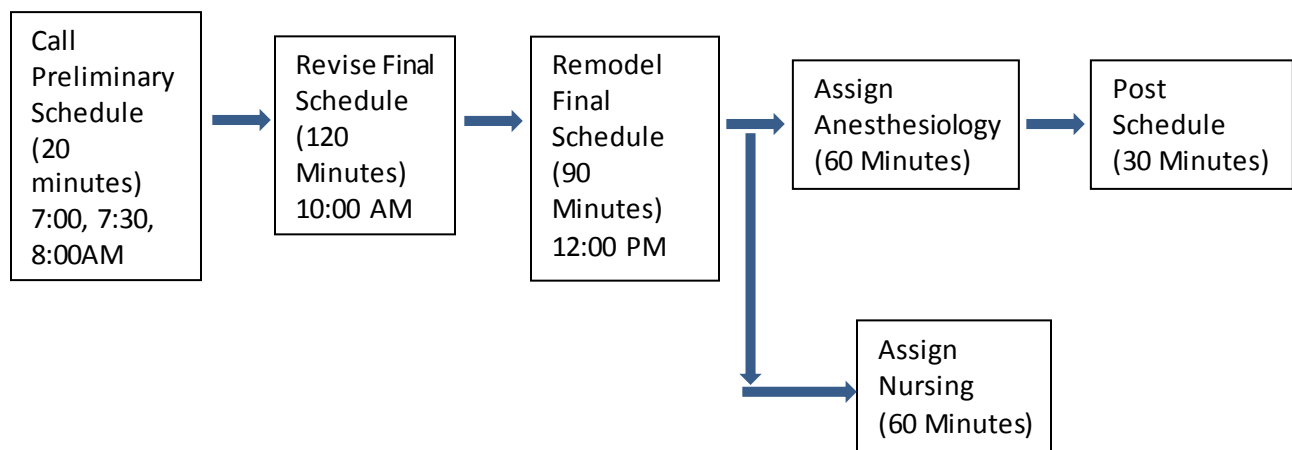 Call
Preliminary
Schedule
(20
minutes)
7:00, 7:30,
8:00AM
Revise Final
Schedule
(120
Minutes)
10:00 AM
Remodel
Final
Schedule
(90
Minutes)
12:00 PM
Assign
Anesthesiology
(60 Minutes)
Post
Schedule
(30 Minutes)
Assign
Nursing
(60 Minutes)